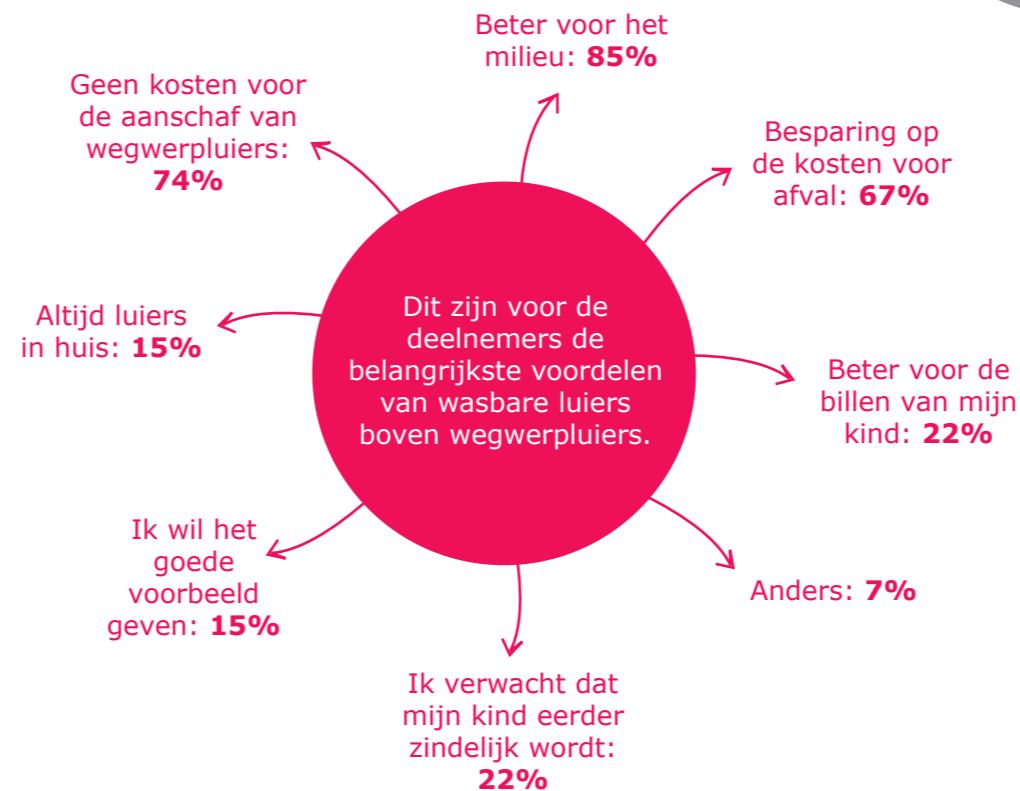 Beter voor het
milieu: 85%
Geen kosten voor
de aanschaf van
wegwerpluiers:
74%
Besparing op
de kosten voor
afval: 67%
Altijd luiers
in huis: 15%
Dit zijn voor de
deelnemers de
belangrijkste voordelen
van wasbare luiers
boven wegwerpluiers.
Beter voor de
billen van mijn
kind: 22%
Ik wil het
goede
voorbeeld
geven: 15%
Anders: 7%
Ik verwacht dat
mijn kind eerder
zindelijk wordt:
22%